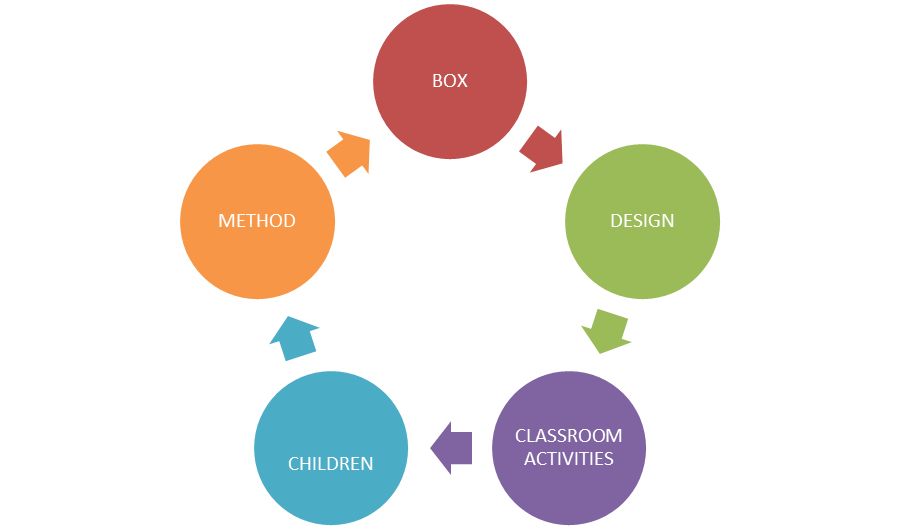 BOX
DESIGN
CLASSROOM
ACTIVITIES
CHILDREN
METHOD